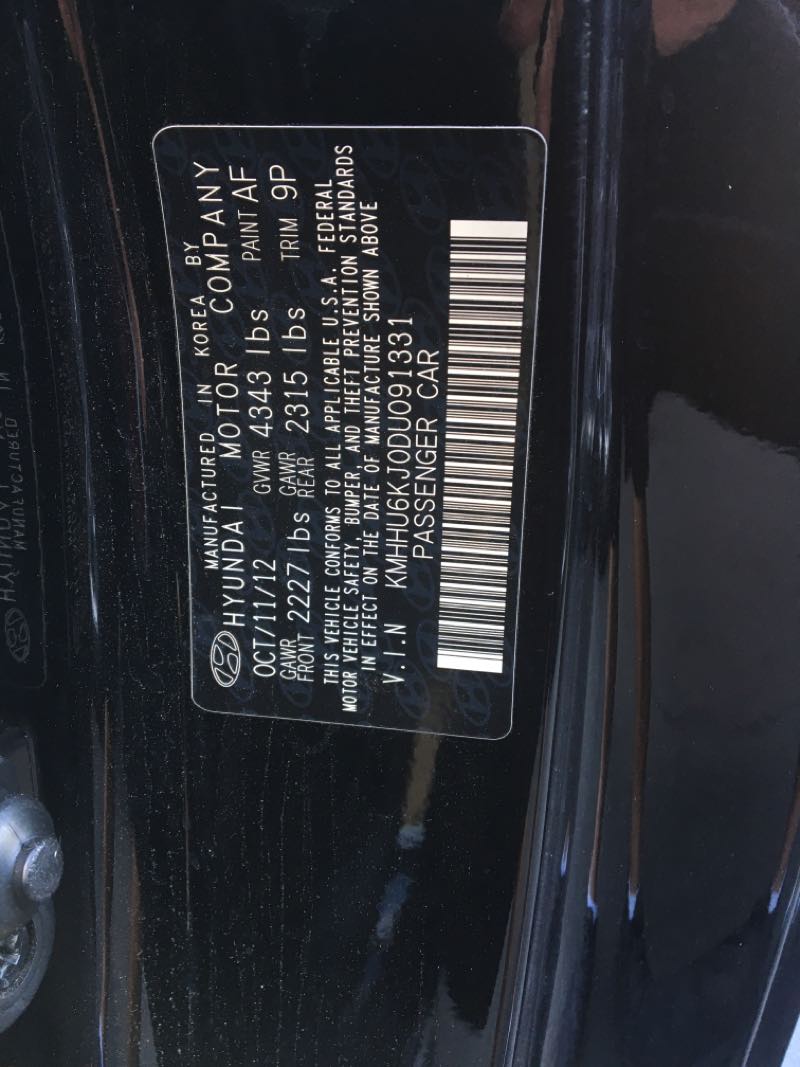 MANUFACTURED IN KOREA BY
HYUNDAI MOTOR COMPANY
OCT/11/12 GVWR 4343 lbs PAINT AF
GAWR FRONT 2227 lbs GAWR REAR 2315 lbs TRIM 9P
THIS VEHICLE CONFORMS TO ALL APPLICABLE U.S.A. FEDERAL
MOTOR VEHICLE SAFETY, BUMPER, AND THEFT PREVENTION STANDARDS
IN EFFECT ON THE DATE OF MANUFACTURE SHOWN ABOVE
V.I.N KMHHU6KJ0DU091331
PASSENGER CAR